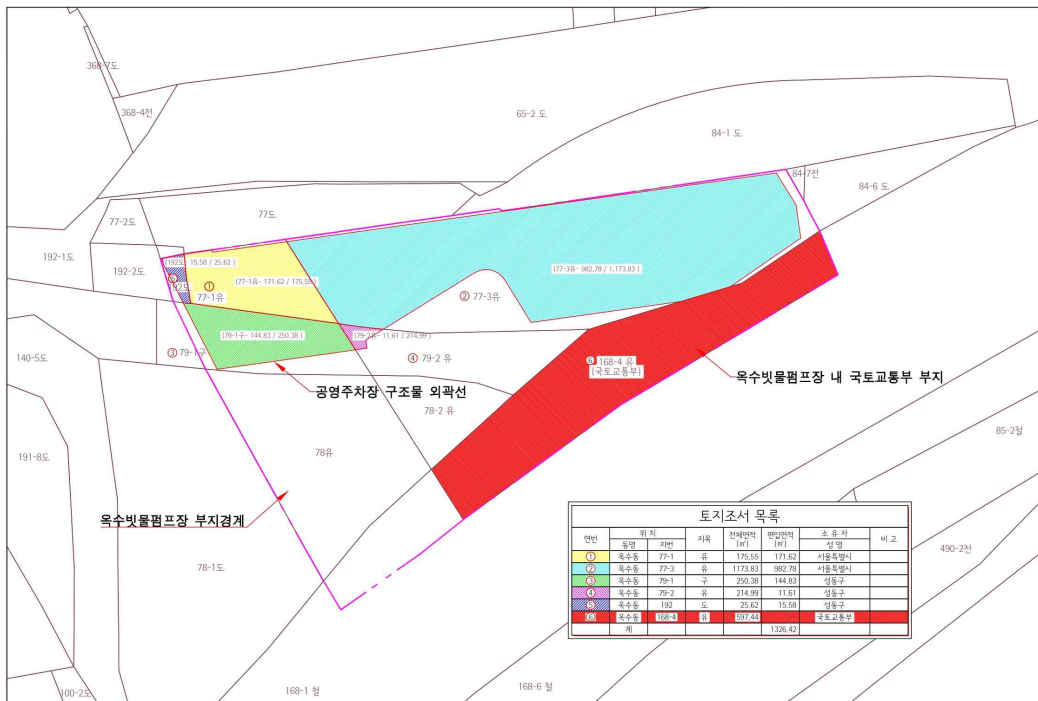 368-7도
368-4전
65-2 도
84-1 도
84-7전
84-6 도
77-2도
77도
192-1도
192-2도
(192도- 15,58 / 25,62 )
(77-1유- 171,62 / 175,55 )
(77-3유- 982,78 / 1,173,83 )
⑤
192도
①
77-1유
② 77-3유
(79-1구- 144,83 / 250,38 )
(79-2유- 11,61 / 214,99 )
③ 79-1구
④ 79-2 유
140-5도
⑥ 168-4 유
(국토교통부)
옥수빗물펌프장 내 국토교통부 부지
공영주차장 구조물 외곽선
78-2 유
78유
191-8도
85-2철
옥수빗물펌프장 부지경계
78-1도
490-2천
100-2도
168-1 철
168-6 철
토지조서 목록
연번 위 치 지목 전체면적 (㎡) 편입면적 (㎡) 소 유 자 비 고
동명 지번 성 명
① 옥수동 77-1 유 175,55 171,62 서울특별시
② 옥수동 77-3 유 1173,83 982,78 서울특별시
③ 옥수동 79-1 구 250,38 144,83 성동구
④ 옥수동 79-2 유 214,99 11,61 성동구
⑤ 옥수동 192 도 25,62 15,58 성동구
(6) 옥수동 168-4 유 597,44 국토교통부
계 1326,42